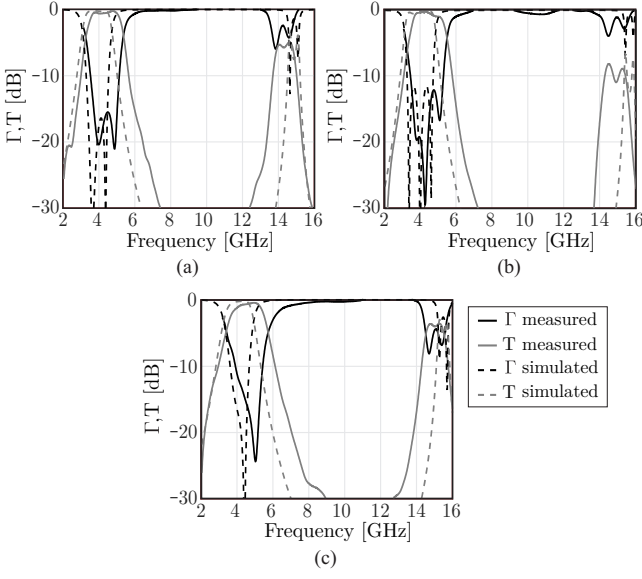 0
−10
−20
−30
Γ,T [dB]
2 4 6 8 10 12 14 16
Frequency [GHz]
(a)
0
−10
−20
−30
Γ,T [dB]
2 4 6 8 10 12 14 16
Frequency [GHz]
(b)
0
−10
−20
−30
Γ,T [dB]
2 4 6 8 10 12 14 16
Frequency [GHz]
(c)
Γ measured
T measured
Γ simulated
T simulated